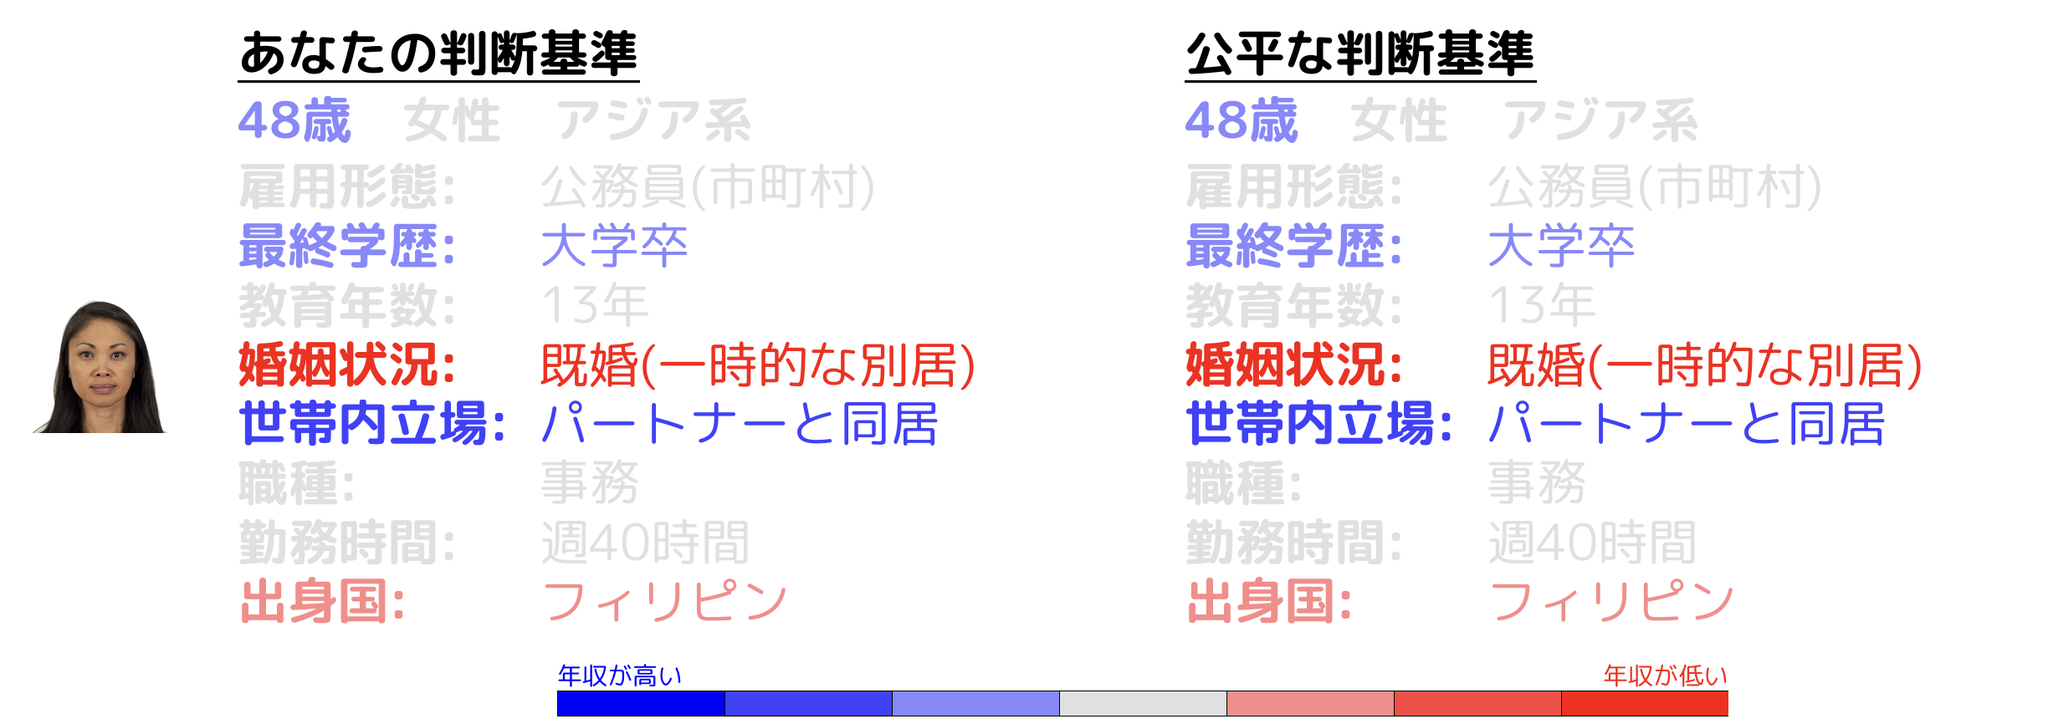 あなたの判断基準
48歳 女性 アジア系
雇用形態: 公務員(市町村)
最終学歴: 大学卒
教育年数: 13年
婚姻状況: 既婚(一時的な別居)
世帯内立場: パートナーと同居
職種: 事務
勤務時間: 週40時間
出身国: フィリピン
公平な判断基準
48歳 女性 アジア系
雇用形態: 公務員(市町村)
最終学歴: 大学卒
教育年数: 13年
婚姻状況: 既婚(一時的な別居)
世帯内立場: パートナーと同居
職種: 事務
勤務時間: 週40時間
出身国: フィリピン
年収が高い 年収が低い